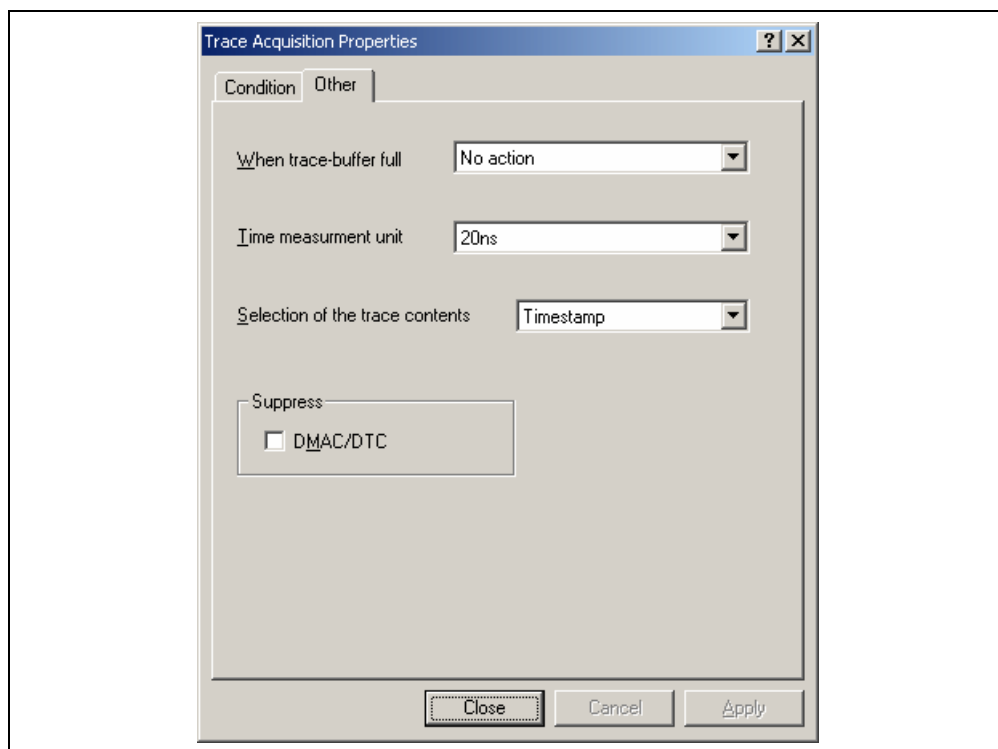 Trace Acquisition Properties
Condition Other
When trace-buffer full No action
Time measurment unit 20ns
Selection of the trace contents Timestamp
Suppress
DMAC/DTC
Close Cancel Apply